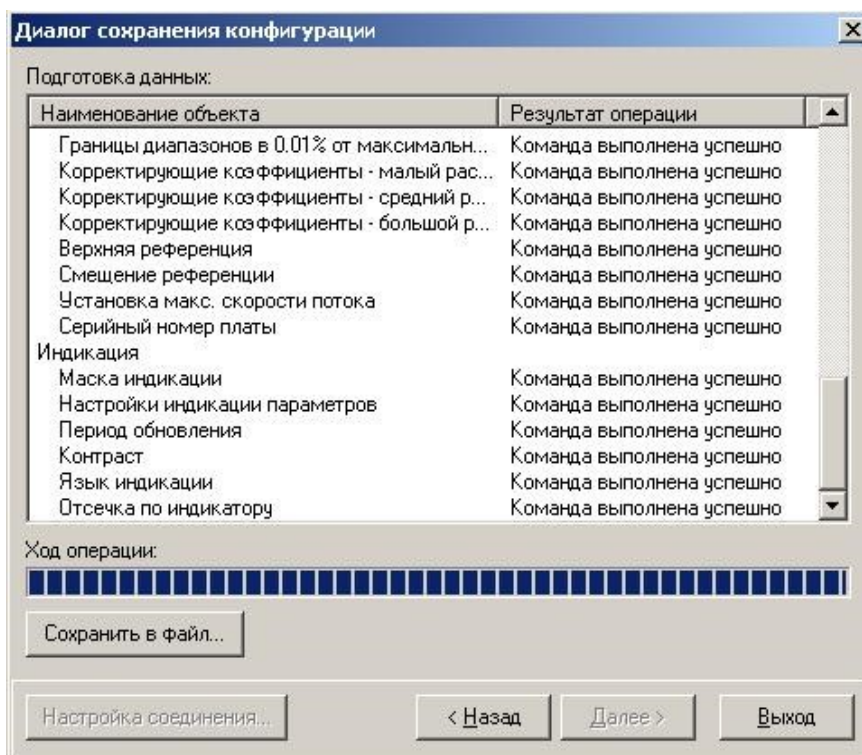 Диалог сохранения конфигурации
Подготовка данных:
Наименование объекта Результат операции
Границы диапазонов в 0.01% от максимальн... Команда выполнена успешно
Корректирующие коэффициенты - малый рас... Команда выполнена успешно
Корректирующие коэффициенты - средний р... Команда выполнена успешно
Корректирующие коэффициенты - большой р... Команда выполнена успешно
Верхняя референция Команда выполнена успешно
Смещение референции Команда выполнена успешно
Установка макс. скорости потока Команда выполнена успешно
Серийный номер платы Команда выполнена успешно
Индикация
Маска индикации Команда выполнена успешно
Настройки индикации параметров Команда выполнена успешно
Период обновления Команда выполнена успешно
Контраст Команда выполнена успешно
Язык индикации Команда выполнена успешно
Отсечка по индикатору Команда выполнена успешно
Ход операции:
Сохранить в файл...
Настройка соединения... < Назад Далее > Выход